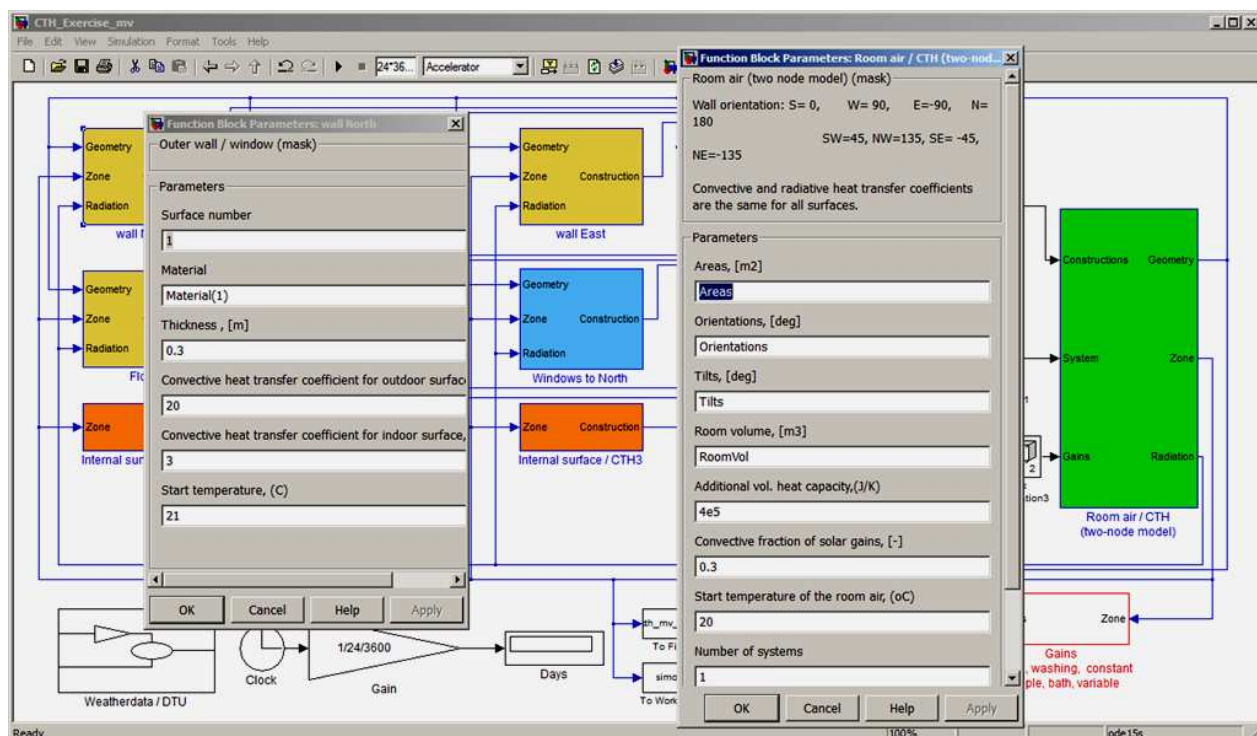 CTH_Exercise_mv
File Edit View Simulation Format Tools Help
24*36... Accelerator
Geometry
Zone
Radiation
wall
Geometry
Zone
Radiation
Flo
Zone
Internal sur
Function Block Parameters: wall North
Outer wall / window (mask)
Parameters
Surface number
1
Material
Material(1)
Thickness , [m]
0.3
Convective heat transfer coefficient for outdoor surfac
20
Convective heat transfer coefficient for indoor surface,
3
Start temperature, (C)
21
OK Cancel Help Apply
Geometry
Zone Construction
Radiation
wall East
Geometry
Zone Construction
Radiation
Windows to North
Zone Construction
Internal surface / CTH3
Function Block Parameters: Room air / CTH (two-nod...
Room air (two node model) (mask)
Wall orientation: S= 0, W= 90, E=-90, N=
180
SW=45, NW=135, SE= -45,
NE=-135
Convective and radiative heat transfer coefficients
are the same for all surfaces.
Parameters
Areas, [m2]
Areas
Orientations, [deg]
Orientations
Tilts, [deg]
Tilts
Room volume, [m3]
RoomVol
Additional vol. heat capacity,(J/K)
4e5
Convective fraction of solar gains, [-]
0.3
Start temperature of the room air, (oC)
20
Number of systems
1
OK Cancel Help Apply
Constructions Geometry
System Zone
Gains Radiation
Room air / CTH
(two-node model)
2
tion3
Zone
Gains
, washing, constant
ple, bath, variable
Weatherdata / DTU
Clock
1/24/3600
Gain
Days
th_mv_
To Fi
simo
To Work
Ready 100% ode15s